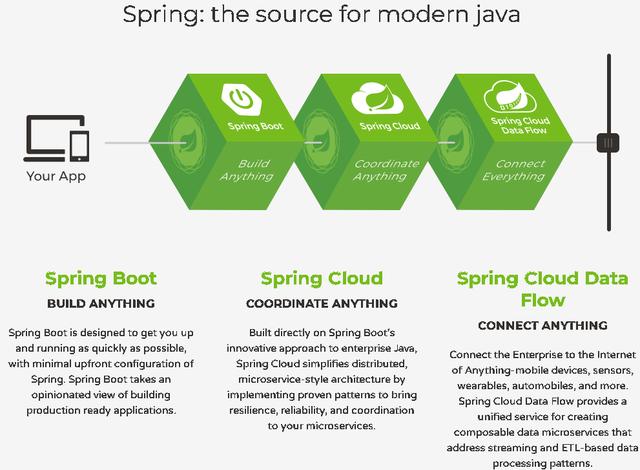 Spring: the source for modern java
Spring Boot
Spring Cloud
Spring Cloud
Data Flow
Build
Anything
Coordinate
Anything
Connect
Everything
Your App
Spring Boot
BUILD ANYTHING
Spring Boot is designed to get you up
and running as quickly as possible,
with minimal upfront configuration of
Spring. Spring Boot takes an
opinionated view of building
production ready applications.
Spring Cloud
COORDINATE ANYTHING
Built directly on Spring Boot's
innovative approach to enterprise Java,
Spring Cloud simplifies distributed,
microservice-style architecture by
implementing proven patterns to bring
resilience, reliability, and coordination
to your microservices.
Spring Cloud Data
Flow
CONNECT ANYTHING
Connect the Enterprise to the Internet
of Anything-mobile devices, sensors,
wearables, automobiles, and more.
Spring Cloud Data Flow provides a
unified service for creating
composable data microservices that
address streaming and ETL-based data
processing patterns.